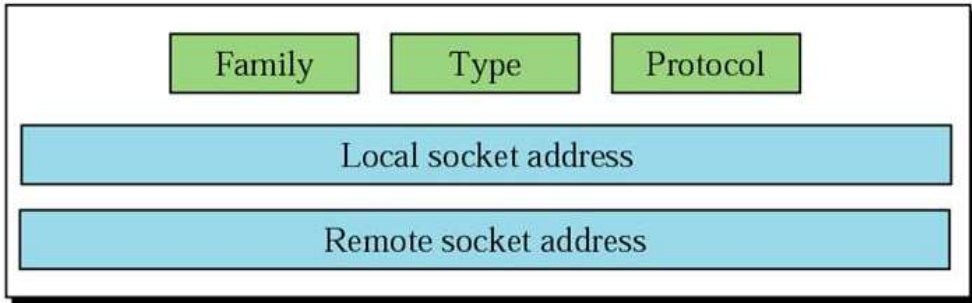 Family Type Protocol
Local socket address
Remote socket address